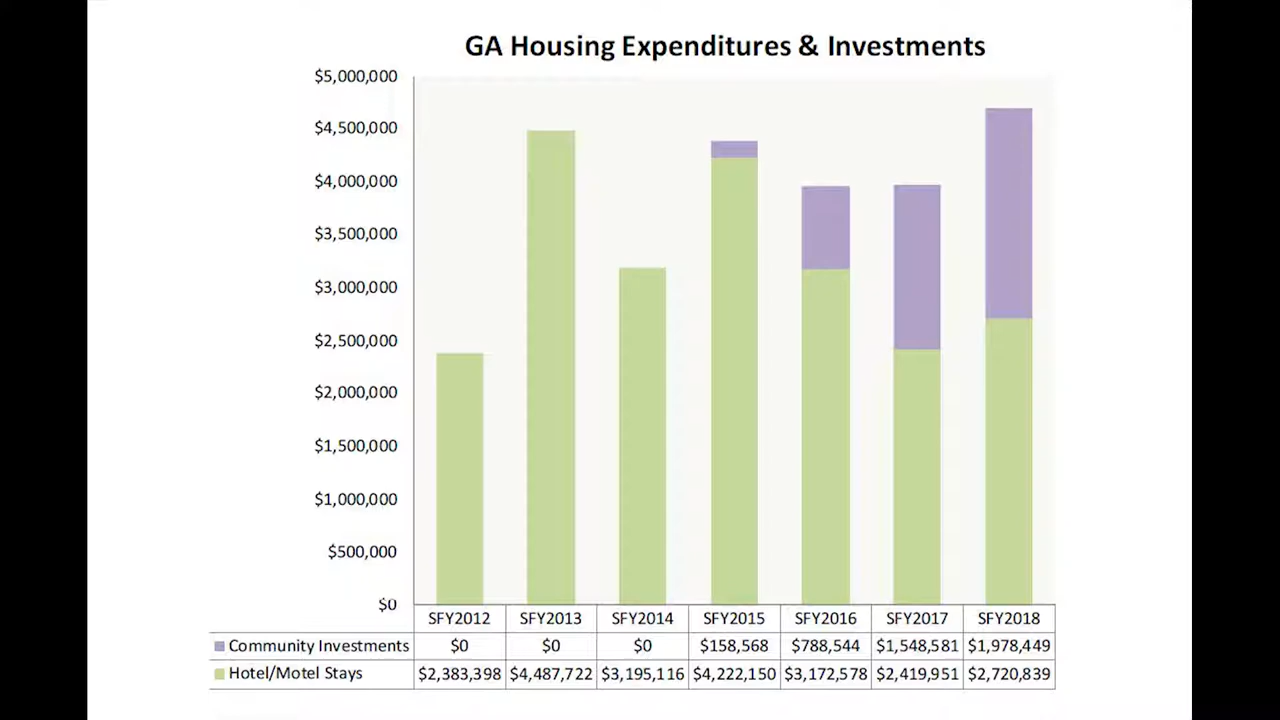 GA Housing Expenditures & Investments
$5,000,000
$4,500,000
$4,000,000
$3,500,000
$3,000,000
$2,500,000
$2,000,000
$1,500,000
$1,000,000
$500,000
$0
SFY2012 SFY2013 SFY2014 SFY2015 SFY2016 SFY2017 SFY2018
Community Investments $0 $0 $0 $158,568 $788,544 $1,548,581 $1,978,449
Hotel/Motel Stays $2,383,398 $4,487,722 $3,195,116 $4,222,150 $3,172,578 $2,419,951 $2,720,839